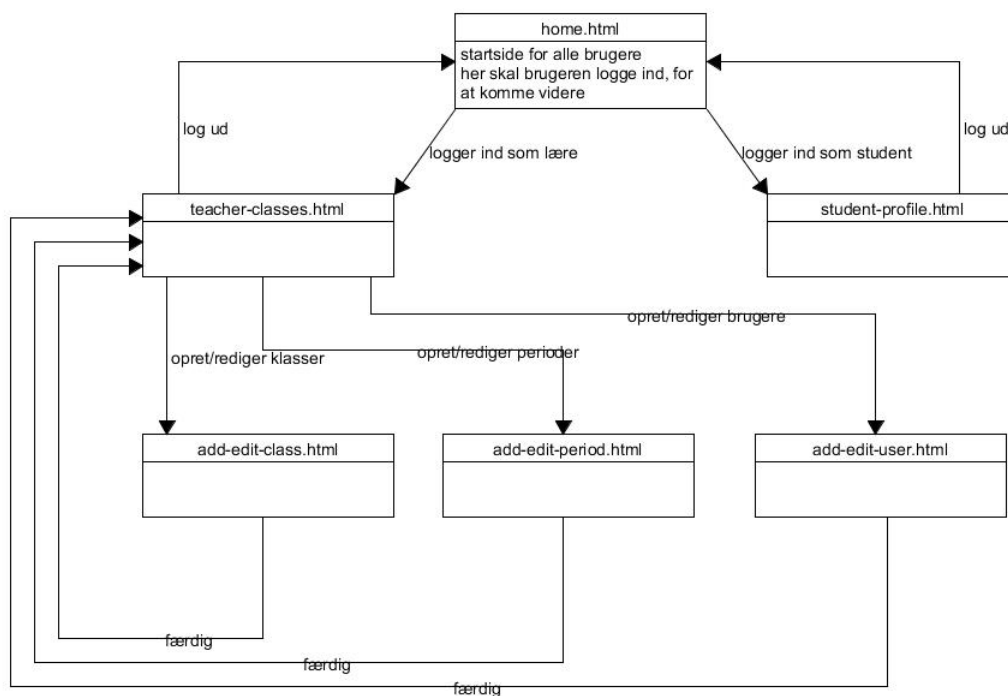 home.html
startside for alle brugere
her skal brugeren logge ind, for
at komme videre
log ud
log ud
logger ind som lære
logger ind som student
teacher-classes.html
student-profile.html
opret/rediger brugere
opret/rediger klasser
opret/rediger perioder
add-edit-class.html
add-edit-period.html
add-edit-user.html
færdig
færdig
færdig